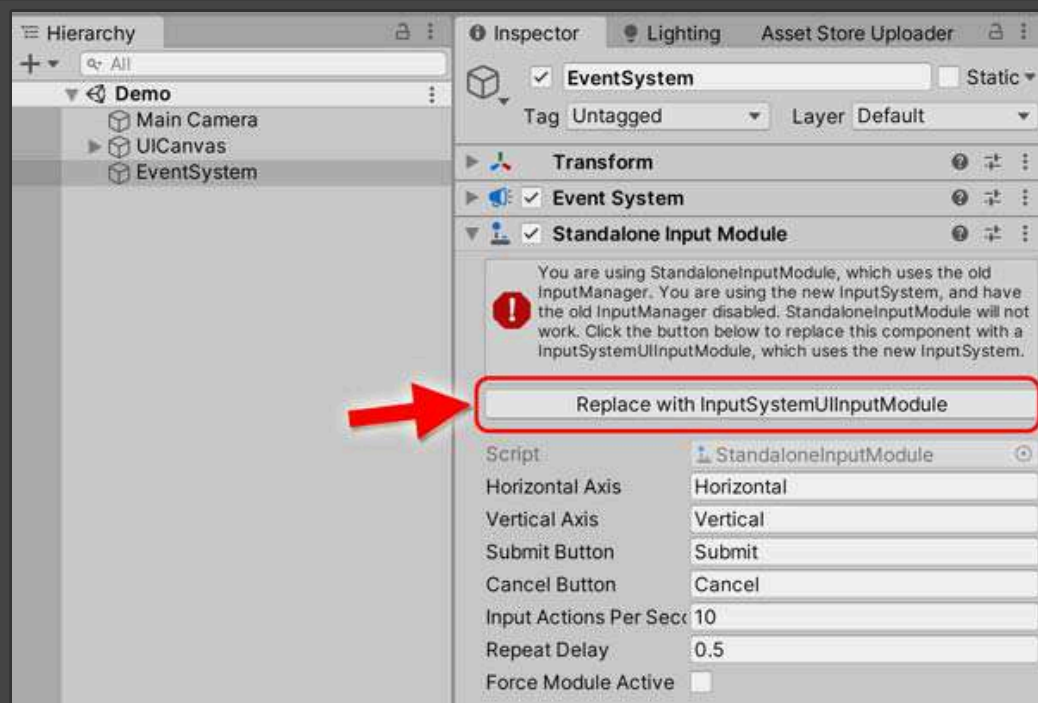 Hierarchy
All
Demo
Main Camera
UICanvas
EventSystem
Inspector
Lighting
Asset Store Uploader
EventSystem
Static
Tag Untagged
Layer Default
Transform
Event System
Standalone Input Module
You are using StandaloneInputModule, which uses the old
InputManager. You are using the new InputSystem, and have
the old InputManager disabled. StandaloneInputModule will not
work. Click the button below to replace this component with a
InputSystemUIInputModule, which uses the new InputSystem.
Replace with InputSystemUIInputModule
Script StandaloneInputModule
Horizontal Axis Horizontal
Vertical Axis Vertical
Submit Button Submit
Cancel Button Cancel
Input Actions Per Sec 10
Repeat Delay 0.5
Force Module Active